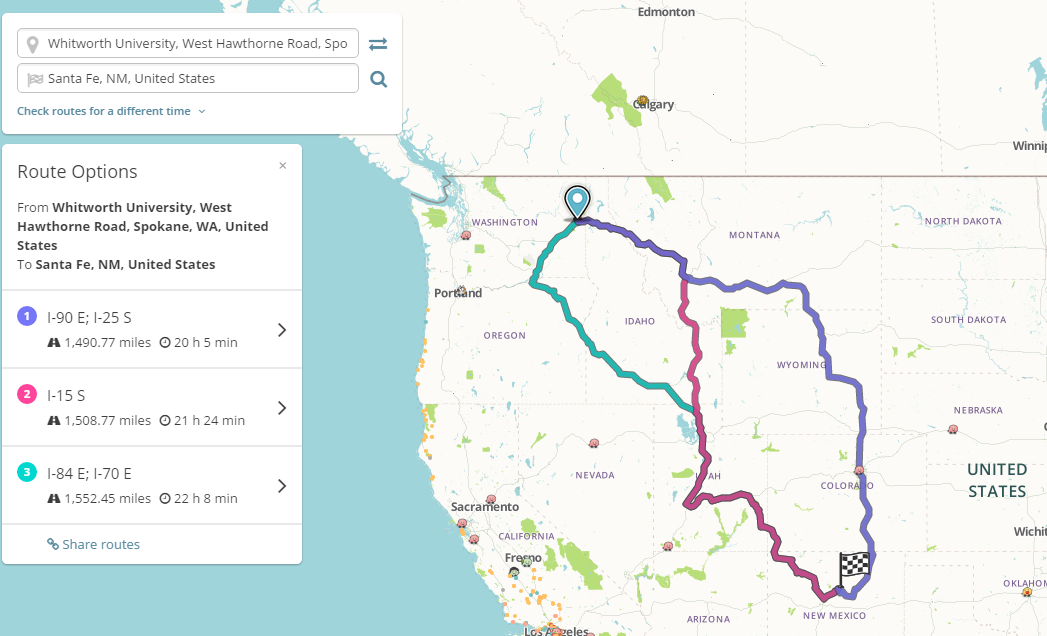 Whitworth University, West Hawthorne Road, Spo
Santa Fe, NM, United States
Check routes for a different time
Route Options
×
From Whitworth University, West
Hawthorne Road, Spokane, WA, United
States
To Santa Fe, NM, United States
1 I-90 E; I-25 S
1,490.77 miles 20 h 5 min
2 I-15 S
1,508.77 miles 21 h 24 min
3 I-84 E; I-70 E
1,552.45 miles 22 h 8 min
Share routes
Edmonton
Calgary
Winnip
WASHINGTON
NORTH DAKOTA
MONTANA
Portland
SOUTH DAKOTA
IDAHO
OREGON
WYOMING
NEBRASKA
UNITED
STATES
NEVADA
UTAH
COLORADO
Sacramento
CALIFORNIA
Wichit
Fresno
OKLAHOM
NEW MEXICO
ARIZONA
Los Angeles